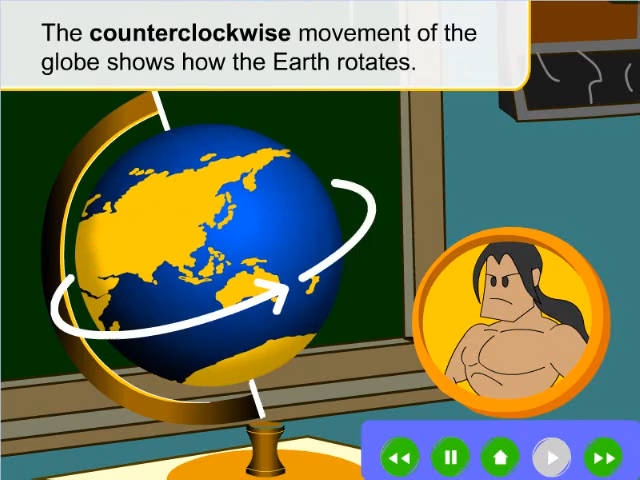 The counterclockwise movement of the
globe shows how the Earth rotates.